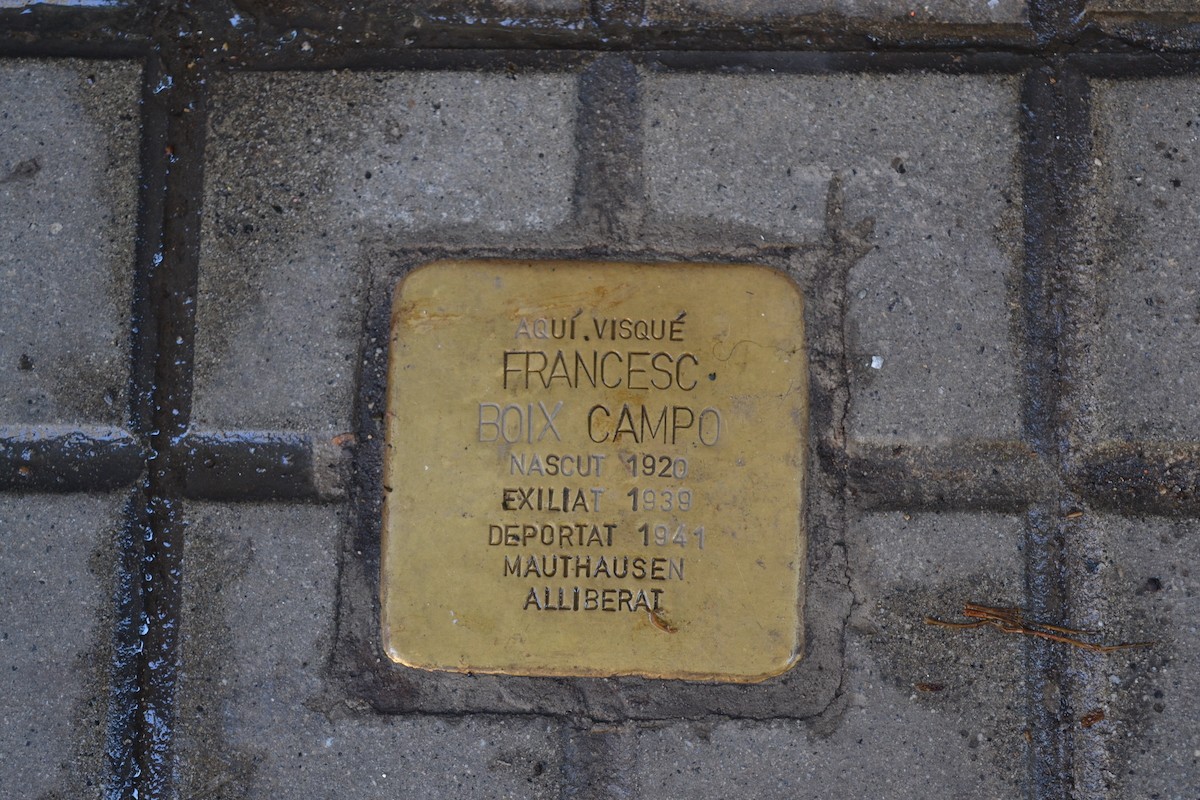 AQUÍ.VISQUÉ
FRANCESC
BOIX CAMPO
NASCUT 1920
EXILIAT 1939
DEPORTAT 1941
MAUTHAUSEN
ALLIBERAT